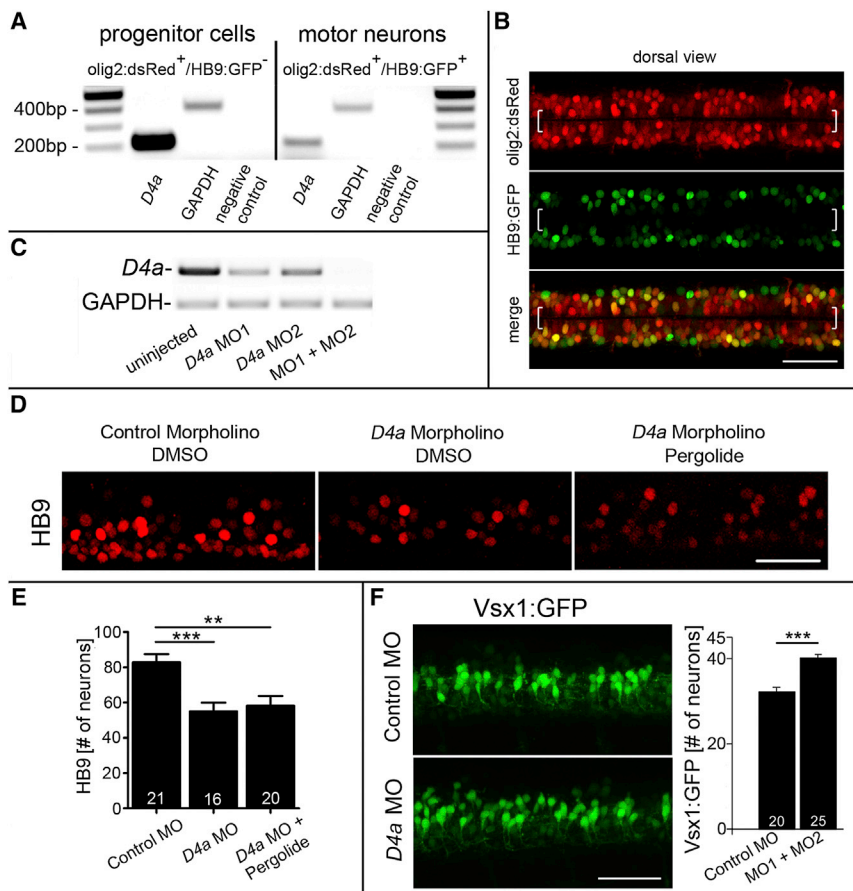 A
progenitor cells
motor neurons
olig2:dsRed+/HB9:GFP-
olig2:dsRed+/HB9:GFP+
400bp -
200bp -
D4a
GAPDH
negative control
D4a
GAPDH
negative control
B
dorsal view
olig2:dsRed
HB9:GFP
merge
C
D4a-
GAPDH-
uninjected
D4a MO1
D4a MO2
MO1 + MO2
D
Control Morpholino
DMSO
D4a Morpholino
DMSO
D4a Morpholino
Pergolide
HB9
E
HB9 [# of neurons]
100
80
60
40
20
0
**
***
21
16
20
Control MO
D4a MO
D4a MO +
Pergolide
F
Vsx1:GFP
Control MO
D4a MO
Vsx1:GFP [# of neurons]
45
40
20
0
***
20
25
Control MO
MO1 + MO2